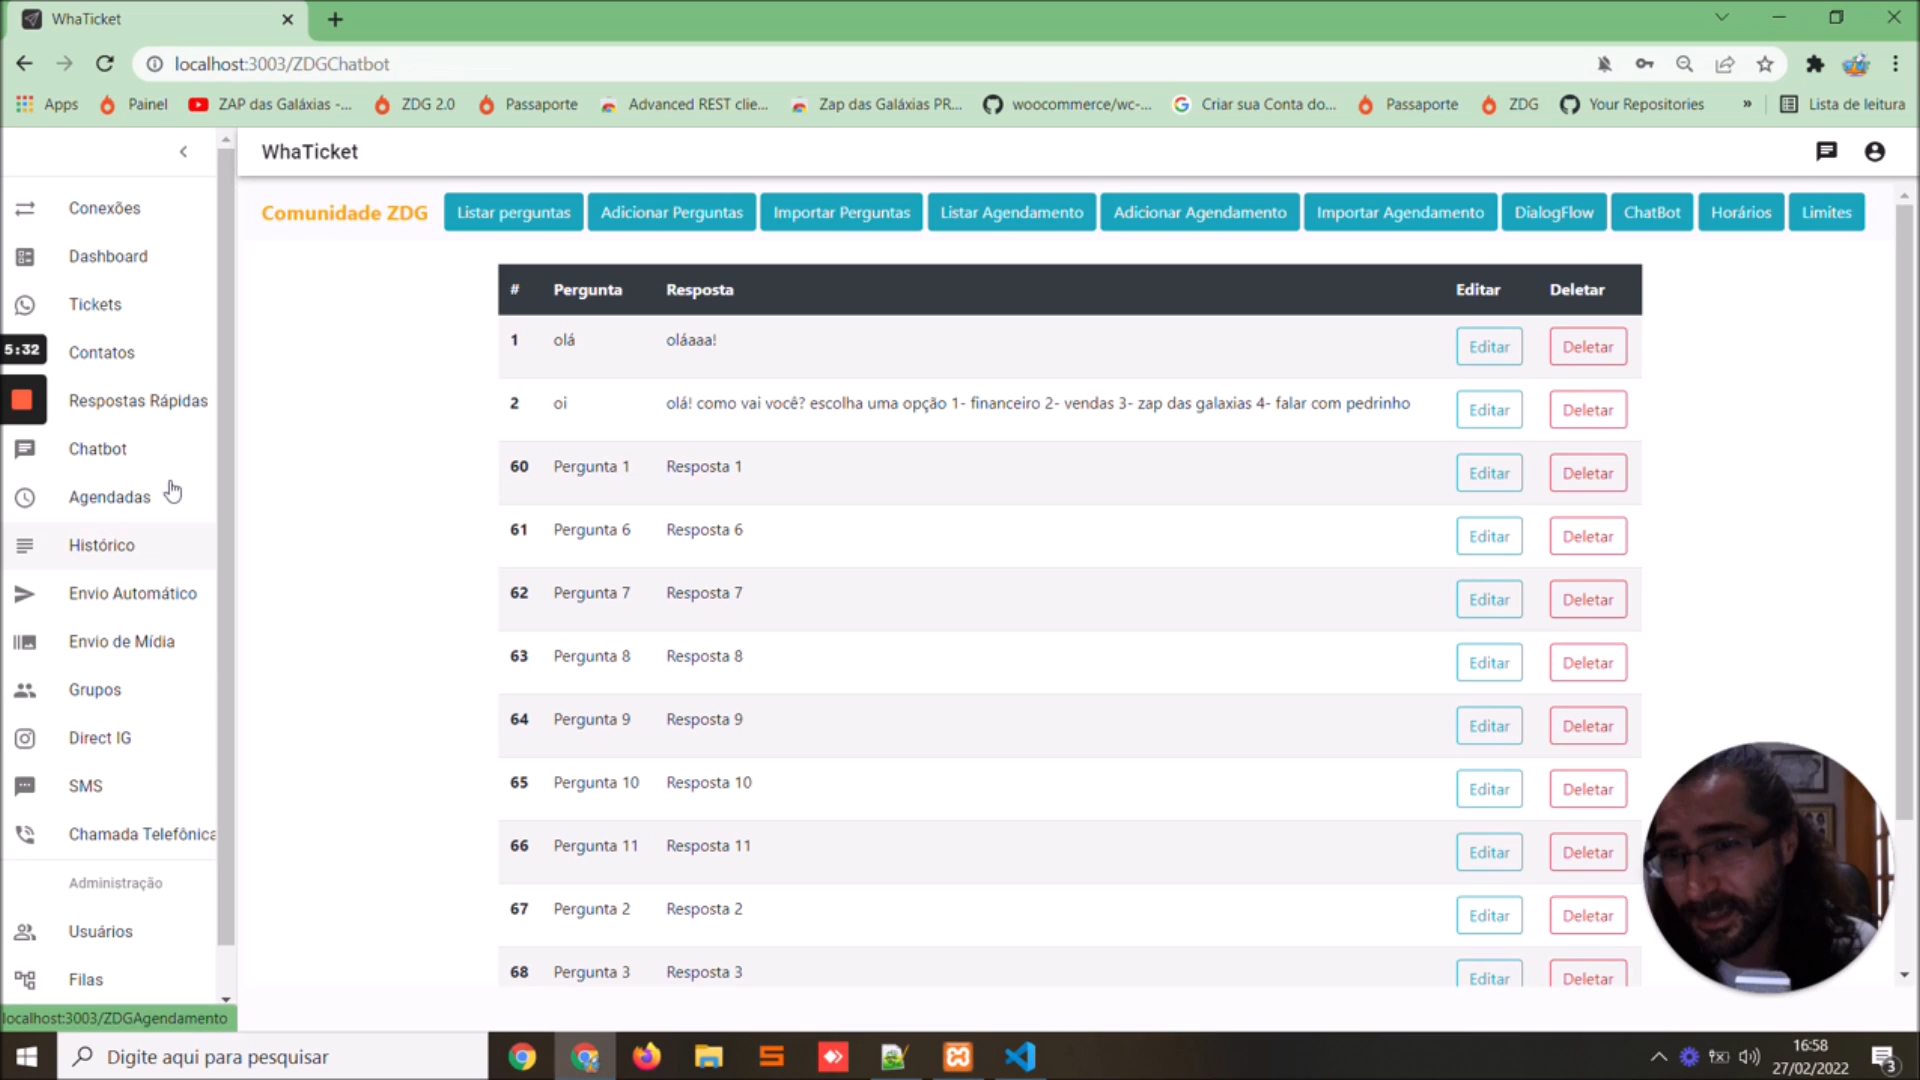 WhaTicket
localhost:3003/ZDGChatbot
Apps Painel ZAP das Galáxias -... ZDG 2.0 Passaporte Advanced REST clie... Zap das Galáxias PR... woocommerce/wc-... Criar sua Conta do... Passaporte ZDG Your Repositories » Lista de leitura
WhaTicket
Conexões
Dashboard
Tickets
5:32
Contatos
Respostas Rápidas
Chatbot
Agendadas
Histórico
Envio Automático
Envio de Mídia
Grupos
Direct IG
SMS
Chamada Telefônica
Administração
Usuários
Filas
localhost:3003/ZDGAgendamento
Comunidade ZDG Listar perguntas Adicionar Perguntas Importar Perguntas Listar Agendamento Adicionar Agendamento Importar Agendamento DialogFlow ChatBot Horários Limites
# Pergunta Resposta Editar Deletar
1 olá oláaaa! Editar Deletar
2 oi olá! como vai você? escolha uma opção 1- financeiro 2- vendas 3- zap das galaxias 4- falar com pedrinho Editar Deletar
60 Pergunta 1 Resposta 1 Editar Deletar
61 Pergunta 6 Resposta 6 Editar Deletar
62 Pergunta 7 Resposta 7 Editar Deletar
63 Pergunta 8 Resposta 8 Editar Deletar
64 Pergunta 9 Resposta 9 Editar Deletar
65 Pergunta 10 Resposta 10 Editar Deletar
66 Pergunta 11 Resposta 11 Editar Deletar
67 Pergunta 2 Resposta 2 Editar Deletar
68 Pergunta 3 Resposta 3 Editar Deletar
Digite aqui para pesquisar
16:58
27/02/2022
3